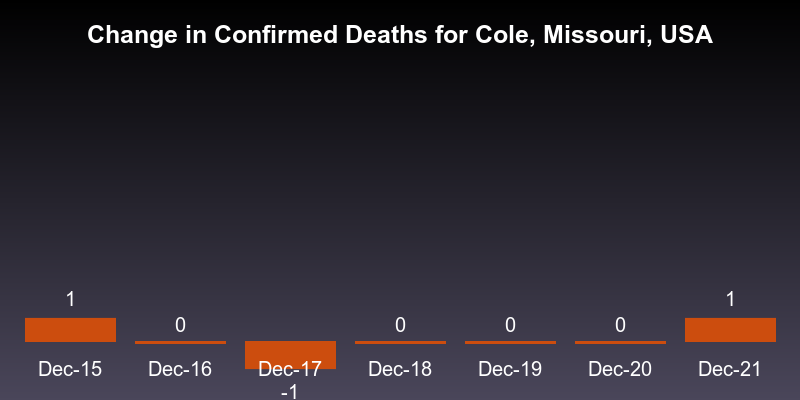 Change in Confirmed Deaths for Cole, Missouri, USA
1 0 0 0 0 1
Dec-15 Dec-16 Dec-17 Dec-18 Dec-19 Dec-20 Dec-21
-1